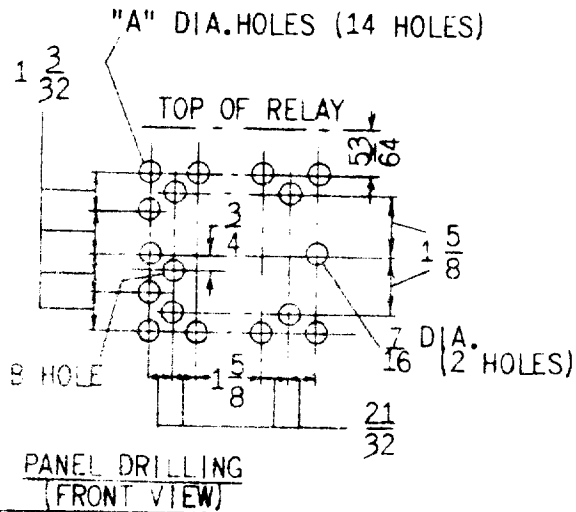 "A" DIA. HOLES (14 HOLES)
1 3/32
TOP OF RELAY
53/64
3/4
1 5/8
7/16 DIA.
(2 HOLES)
B HOLE
1 5/8
21/32
PANEL DRILLING
(FRONT VIEW)